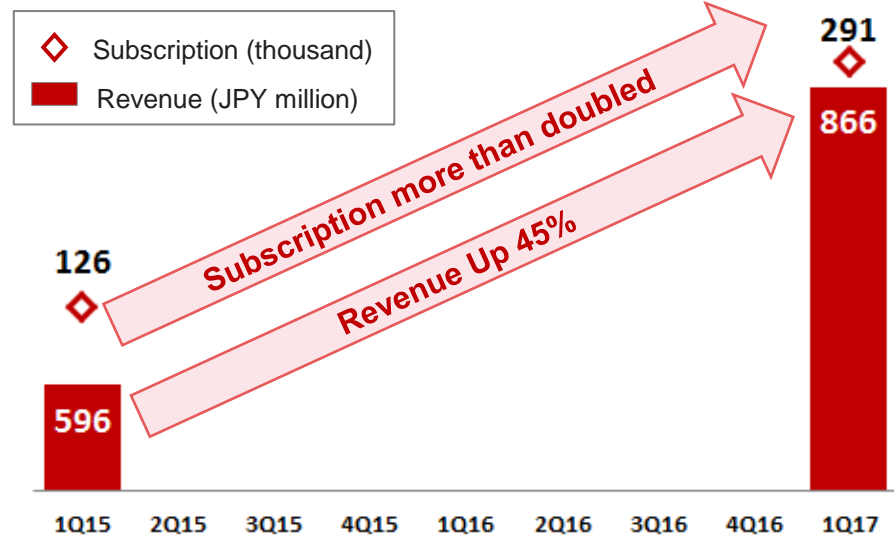 Subscription (thousand)
Revenue (JPY million)
291
866
Subscription more than doubled
Revenue Up 45%
126
596
1Q15 2Q15 3Q15 4Q15 1Q16 2Q16 3Q16 4Q16 1Q17